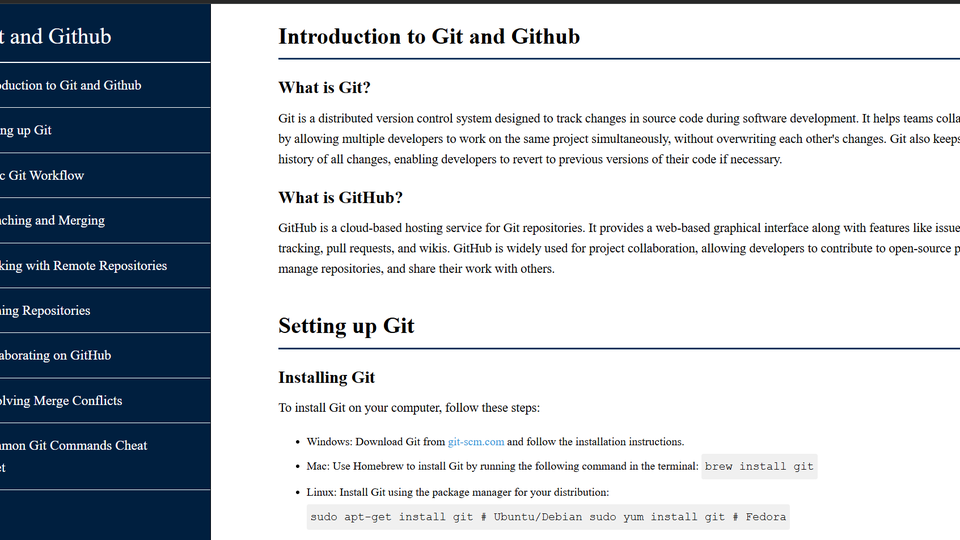 t and Github
duction to Git and Github
ng up Git
c Git Workflow
ching and Merging
king with Remote Repositories
ning Repositories
aborting on GitHub
lving Merge Conflicts
mon Git Commands Cheat
et
Introduction to Git and Github
What is Git?
Git is a distributed version control system designed to track changes in source code during software development. It helps teams colla
by allowing multiple developers to work on the same project simultaneously, without overwriting each other's changes. Git also keeps
history of all changes, enabling developers to revert to previous versions of their code if necessary.
What is GitHub?
GitHub is a cloud-based hosting service for Git repositories. It provides a web-based graphical interface along with features like issue
tracking, pull requests, and wikis. GitHub is widely used for project collaboration, allowing developers to contribute to open-source p
manage repositories, and share their work with others.
Setting up Git
Installing Git
To install Git on your computer, follow these steps:
• Windows: Download Git from git-scm.com and follow the installation instructions.
• Mac: Use Homebrew to install Git by running the following command in the terminal: brew install git
• Linux: Install Git using the package manager for your distribution:
sudo apt-get install git # Ubuntu/Debian sudo yum install git # Fedora